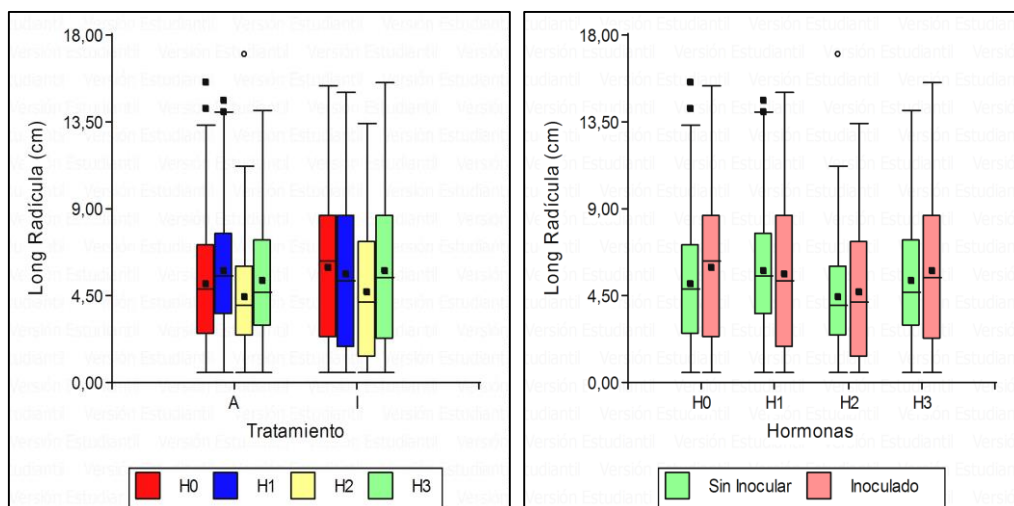 18,00
13,50
9,00
4,50
0,00
Long Radicula (cm)
A I
Tratamiento
H0 H1 H2 H3
18,00
13,50
9,00
4,50
0,00
Long Radicula (cm)
H0 H1 H2 H3
Hormonas
Sin Inocular Inoculado
Versión Estudiantil